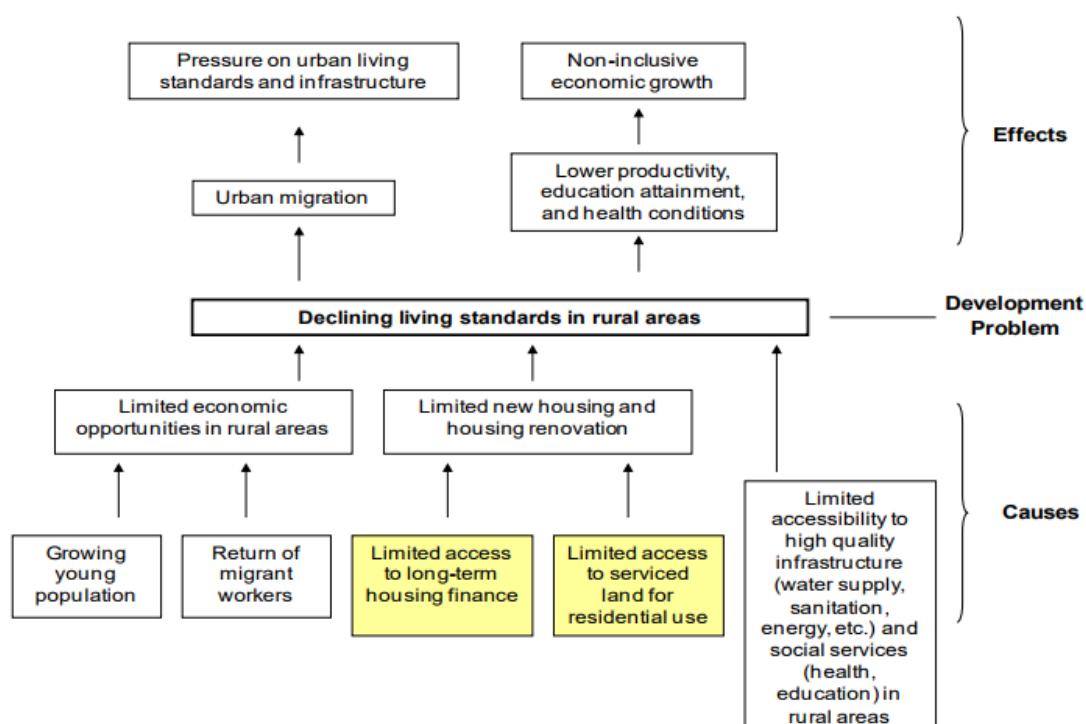 Pressure on urban living
standards and infrastructure
Non-inclusive
economic growth
Effects
Urban migration
Lower productivity,
education attainment,
and health conditions
Declining living standards in rural areas
Development
Problem
Limited economic
opportunities in rural areas
Limited new housing and
housing renovation
Causes
Growing
young
population
Return of
migrant
workers
Limited access
to long-term
housing finance
Limited access
to serviced
land for
residential use
Limited
accessibility to
high quality
infrastructure
(water supply,
sanitation,
energy, etc.) and
social services
(health,
education) in
rural areas